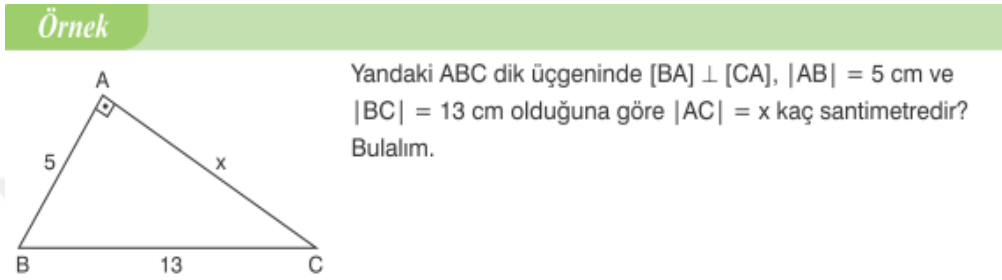 Örnek
Yandaki ABC dik üçgeninde [BA] ⊥ [CA], |AB| = 5 cm ve
|BC| = 13 cm olduğuna göre |AC| = x kaç santimetredir?
Bulalım.
A
5
x
B
13
C